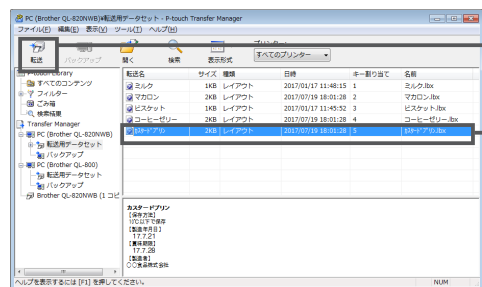 PC (Brother QL-820NWB)¥転送用データセット - P-touch Transfer Manager
ファイル(F) 編集(E) 表示(V) ツール(T) ヘルプ(H)
転送 バックアップ 開く 検索 表示形式
すべてのプリンター
P-touch Library
すべてのコンテンツ
フィルター
ごみ箱
検索結果
Transfer Manager
PC (Brother QL-820NWB)
転送用データセット
バックアップ
PC (Brother QL-800)
転送用データセット
バックアップ
Brother QL-820NWB (1 コピ
転送名 サイズ 種類 日時 キー割り当て 名前
ミルク 1KB レイアウト 2017/01/17 11:48:15 1 ミルク.lbx
マカロン 2KB レイアウト 2017/07/19 18:01:28 2 マカロン.lbx
ビスケット 1KB レイアウト 2017/01/17 11:45:52 3 ビスケット.lbx
コーヒーゼリー 2KB レイアウト 2017/07/19 18:01:28 4 コーヒーゼリー.lbx
ｶｽﾀｰﾄﾞﾌﾟﾘﾝ 2KB レイアウト 2017/07/19 18:01:28 5 ｶｽﾀｰﾄﾞﾌﾟﾘﾝ.lbx
カスタードプリン
【保存方法】
10℃以下で保存
【製造年月日】
17.7.21
【賞味期限】
17.7.28
【製造者】
○○食品株式会社
ヘルプを表示するには [F1] を押してください。 NUM